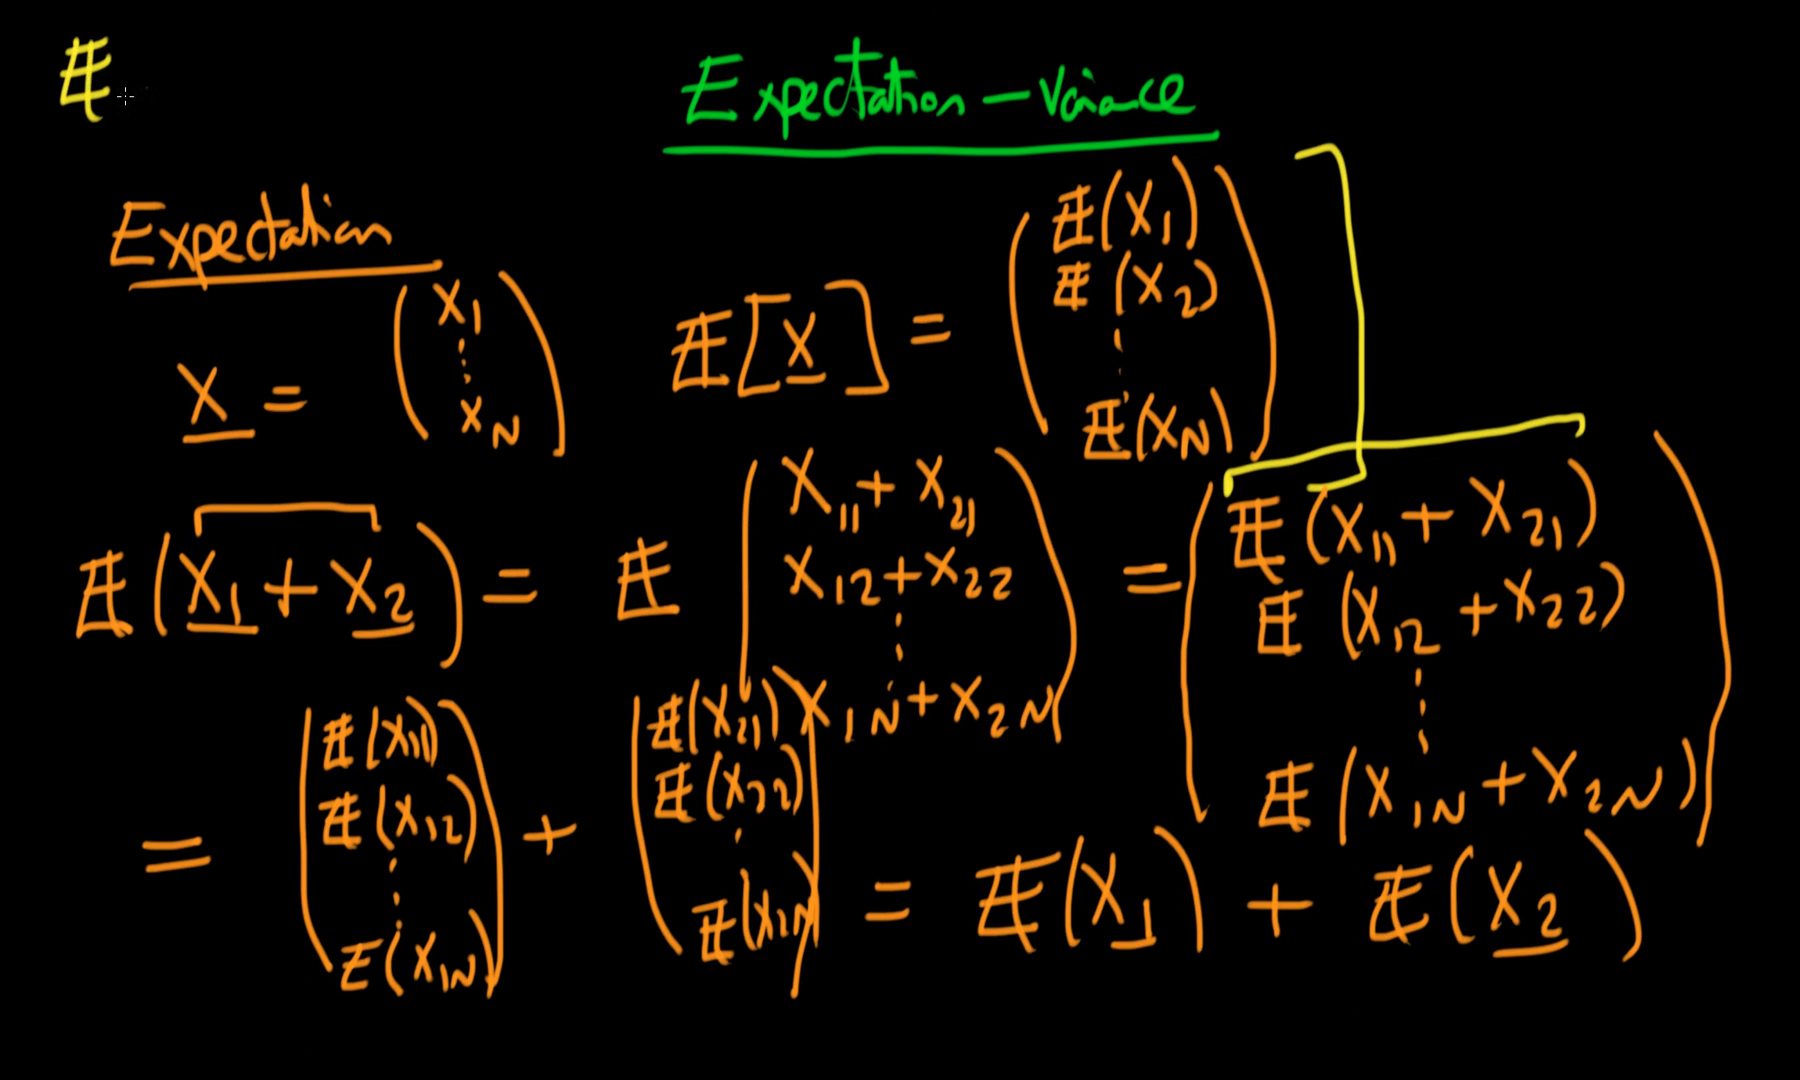 𝔼
Expectation - Variance
Expectation
X = (X1 ⋮ XN)
𝔼[X] = (𝔼(X1) 𝔼(X2) ⋮ 𝔼(XN))
𝔼(X1 + X2) = 𝔼 (X11 + X21 X12 + X22 ⋮ X1N + X2N) = (𝔼(X11 + X21) 𝔼(X12 + X22) ⋮ 𝔼(X1N + X2N))
= (𝔼(X11) 𝔼(X12) ⋮ E(X1N)) + (𝔼(X21) 𝔼(X22) ⋮ 𝔼(X2N)) = 𝔼(X1) + 𝔼(X2)